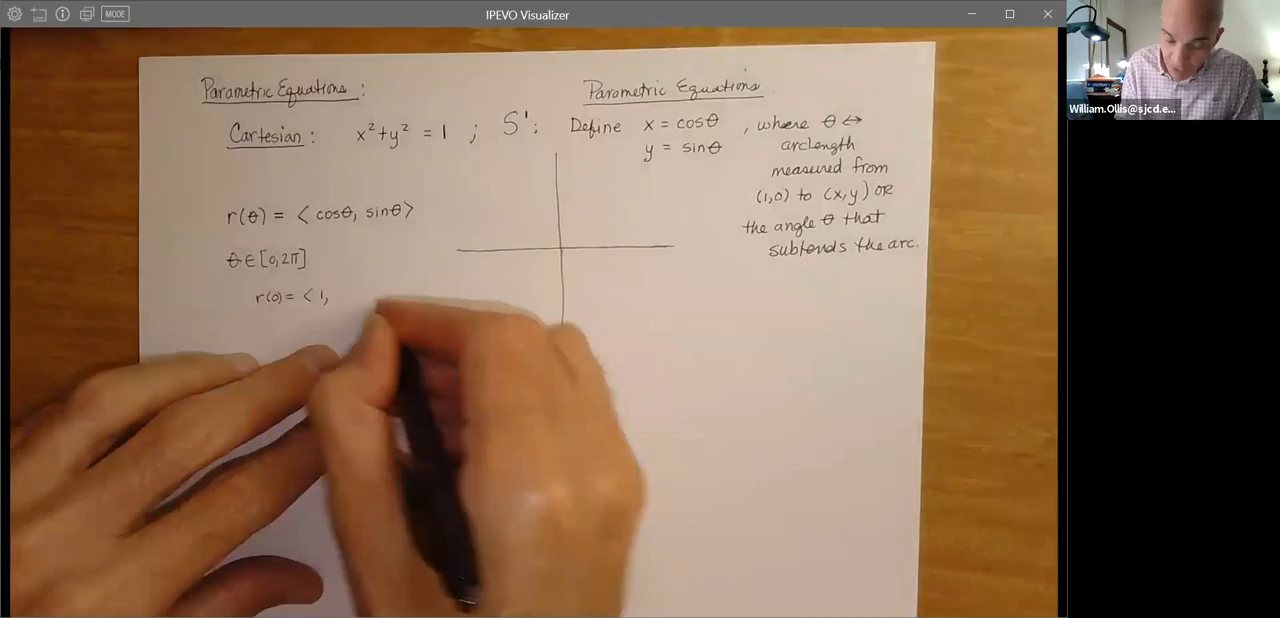 IPEVO Visualizer
MODE
William.Ollis@sjcd.e...
Parametric Equations :
Cartesian : x² + y² = 1 ; S¹ ;
r(θ) = < cosθ, sinθ >
θ ∈ [0, 2π]
r(0) = < 1,
Parametric Equations
Define x = cosθ , where θ ↔
y = sinθ arclength
measured from
(1,0) to (x,y) OR
the angle θ that
subtends the arc.